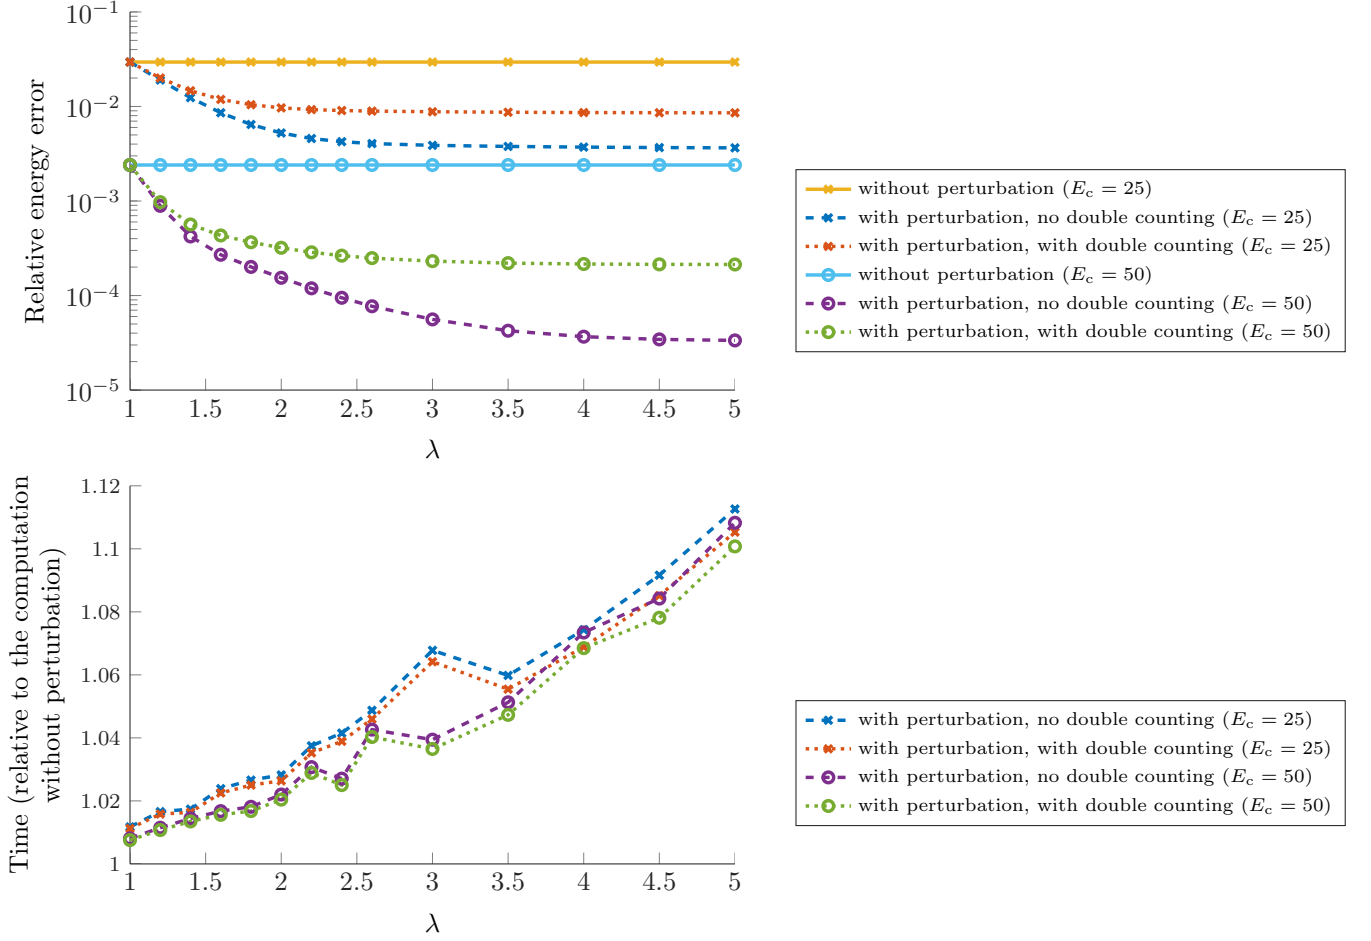 10^−1
10^−2
10^−3
10^−4
10^−5
Relative energy error
1 1.5 2 2.5 3 3.5 4 4.5 5
λ
without perturbation (E_c = 25)
with perturbation, no double counting (E_c = 25)
with perturbation, with double counting (E_c = 25)
without perturbation (E_c = 50)
with perturbation, no double counting (E_c = 50)
with perturbation, with double counting (E_c = 50)
1.12
1.1
1.08
1.06
1.04
1.02
1
Time (relative to the computation
without perturbation)
1 1.5 2 2.5 3 3.5 4 4.5 5
λ
with perturbation, no double counting (E_c = 25)
with perturbation, with double counting (E_c = 25)
with perturbation, no double counting (E_c = 50)
with perturbation, with double counting (E_c = 50)